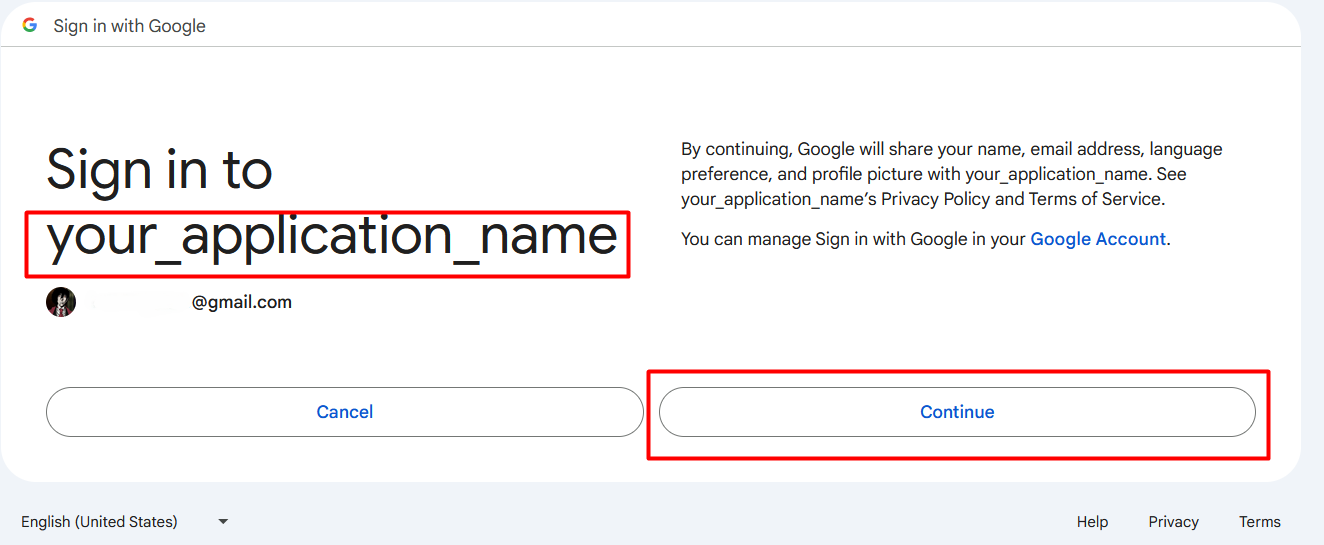 Sign in with Google
Sign in to
your_application_name
@gmail.com
By continuing, Google will share your name, email address, language
preference, and profile picture with your_application_name. See
your_application_name’s Privacy Policy and Terms of Service.
You can manage Sign in with Google in your Google Account.
Cancel
Continue
English (United States)
Help
Privacy
Terms